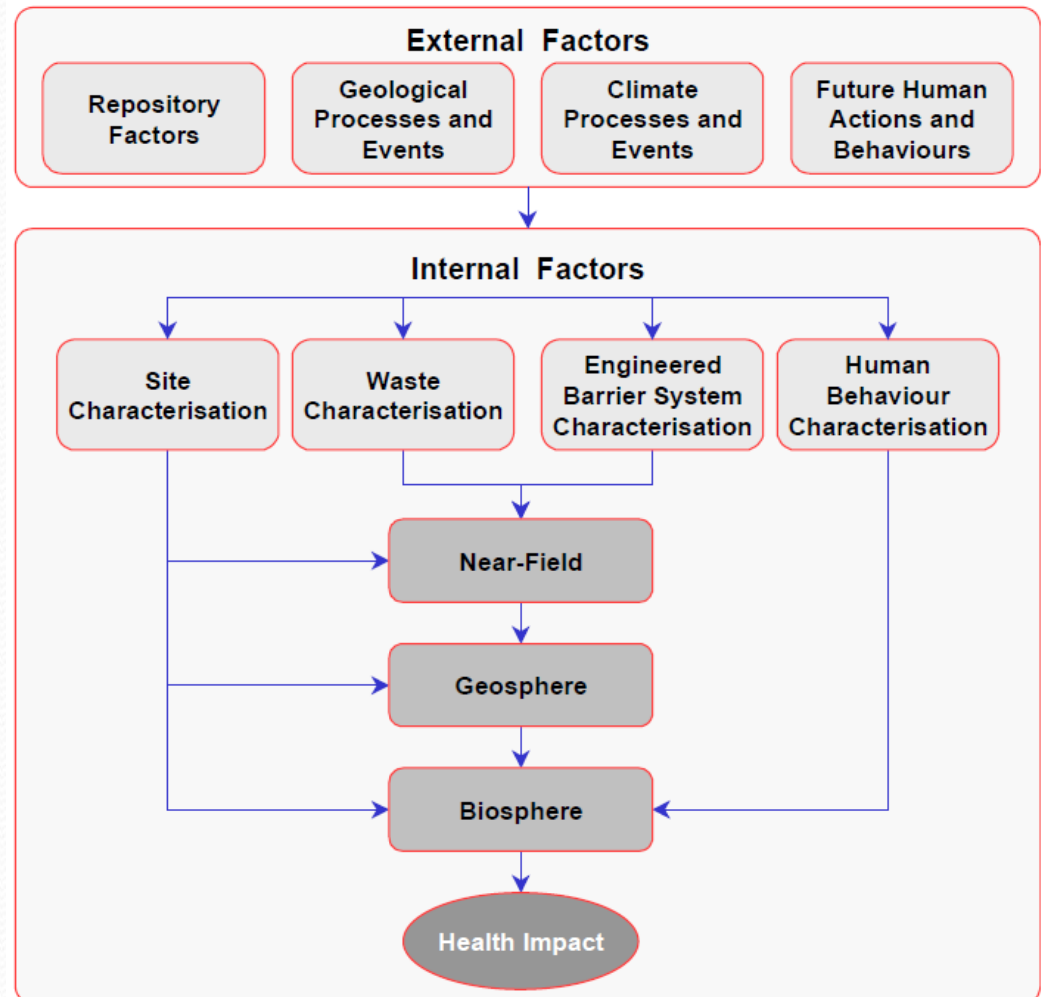 External Factors
Repository
Factors
Geological
Processes and
Events
Climate
Processes and
Events
Future Human
Actions and
Behaviours
Internal Factors
Site
Characterisation
Waste
Characterisation
Engineered
Barrier System
Characterisation
Human
Behaviour
Characterisation
Near-Field
Geosphere
Biosphere
Health Impact